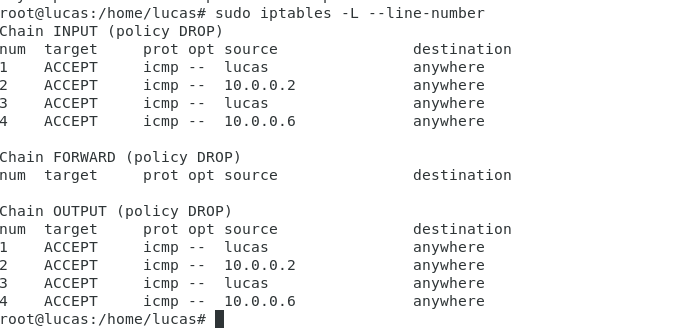 root@lucas:/home/lucas# sudo iptables -L --line-number
Chain INPUT (policy DROP)
num  target     prot opt source               destination
1    ACCEPT     icmp --  lucas                anywhere
2    ACCEPT     icmp --  10.0.0.2             anywhere
3    ACCEPT     icmp --  lucas                anywhere
4    ACCEPT     icmp --  10.0.0.6             anywhere

Chain FORWARD (policy DROP)
num  target     prot opt source               destination

Chain OUTPUT (policy DROP)
num  target     prot opt source               destination
1    ACCEPT     icmp --  lucas                anywhere
2    ACCEPT     icmp --  10.0.0.2             anywhere
3    ACCEPT     icmp --  lucas                anywhere
4    ACCEPT     icmp --  10.0.0.6             anywhere
root@lucas:/home/lucas#